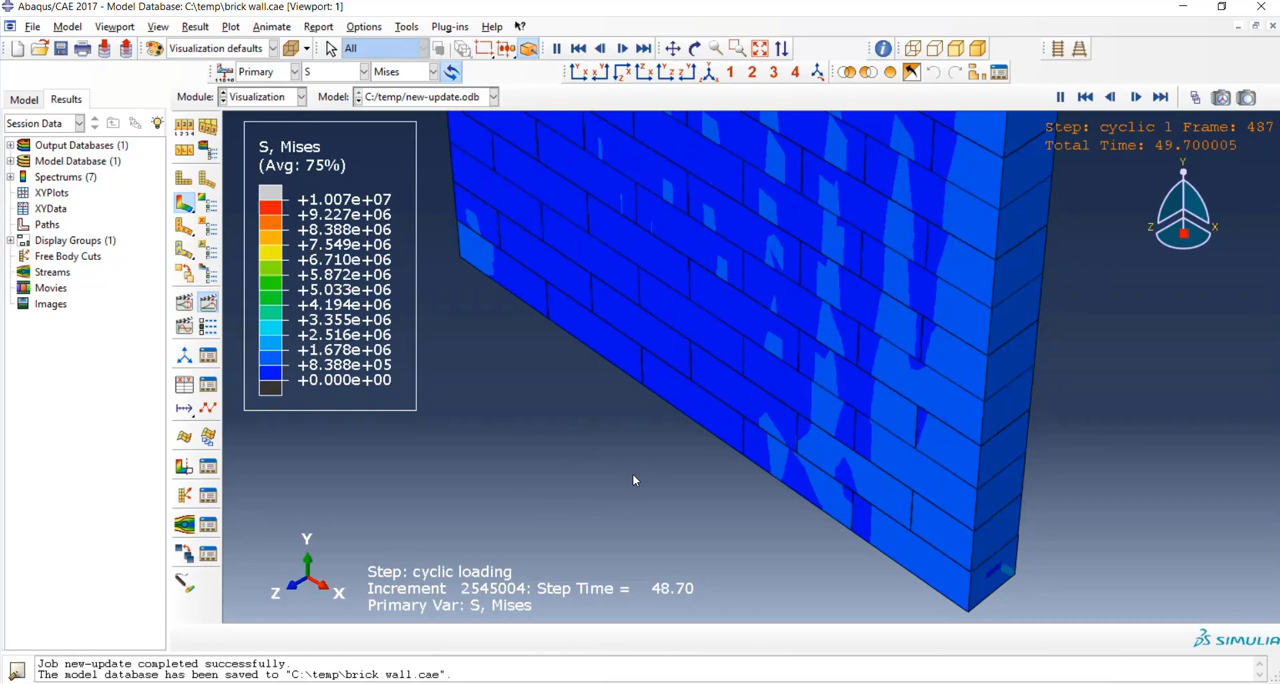 Abaqus/CAE 2017 - Model Database: C:\temp\brick wall.cae [Viewport: 1]
File Model Viewport View Result Plot Animate Report Options Tools Plug-ins Help
Visualization defaults All
Primary S Mises 1 2 3 4
Model Results Module: Visualization Model: C:/temp/new-update.odb
Session Data
Output Databases (1)
Model Database (1)
Spectrums (7)
XYPlots
XYData
Paths
Display Groups (1)
Free Body Cuts
Streams
Movies
Images
S, Mises
(Avg: 75%)
+1.007e+07
+9.227e+06
+8.388e+06
+7.549e+06
+6.710e+06
+5.872e+06
+5.033e+06
+4.194e+06
+3.355e+06
+2.516e+06
+1.678e+06
+8.388e+05
+0.000e+00
Step: cyclic l Frame: 487
Total Time: 49.700005
Y
Z X
Y
Z X
Step: cyclic loading
Increment 2545004: Step Time = 48.70
Primary Var: S, Mises
SIMULIA
Job new-update completed successfully.
The model database has been saved to "C:\temp\brick wall.cae".